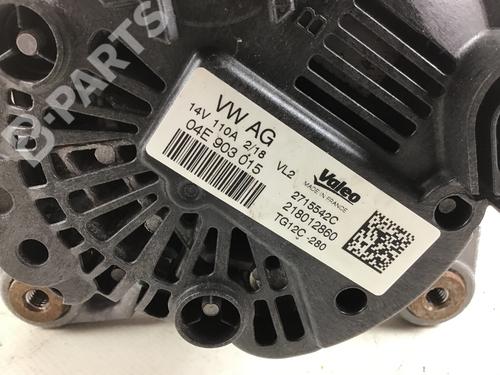 B-PARTS
B
VW AG
14V 110A 2/18
04E 903 015
VL2
Valeo
MADE IN FRANCE
2715542C
218012860
TG12C -280